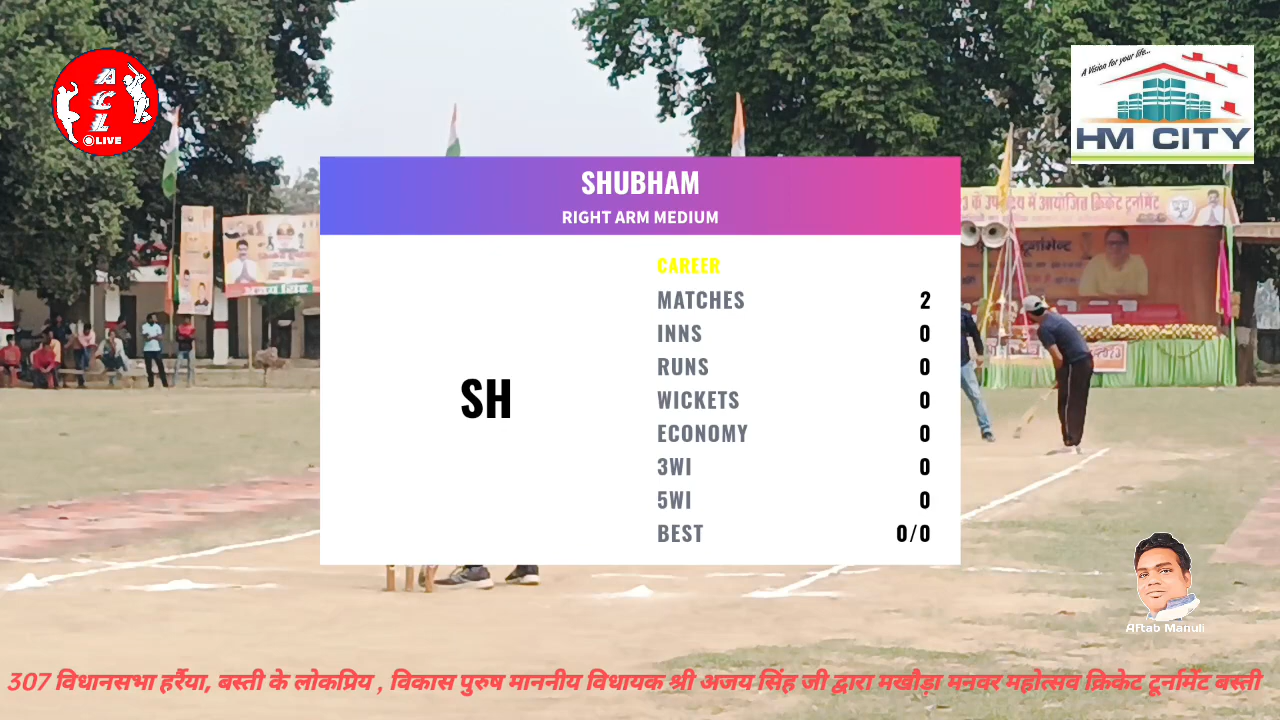 ACL
LIVE
A Vision for your life...
HM CITY
SHUBHAM
RIGHT ARM MEDIUM
CAREER
MATCHES 2
INNS 0
RUNS 0
WICKETS 0
ECONOMY 0
3WI 0
5WI 0
BEST 0/0
SH
में आयोजित क्रिकेट टूर्नामेंट
टूर्नामेन्ट
Aftab Manuli
307 विधानसभा हर्रैया, बस्ती के लोकप्रिय , विकास पुरुष माननीय विधायक श्री अजय सिंह जी द्वारा मखौड़ा मनवर महोत्सव क्रिकेट टूर्नामेंट बस्ती